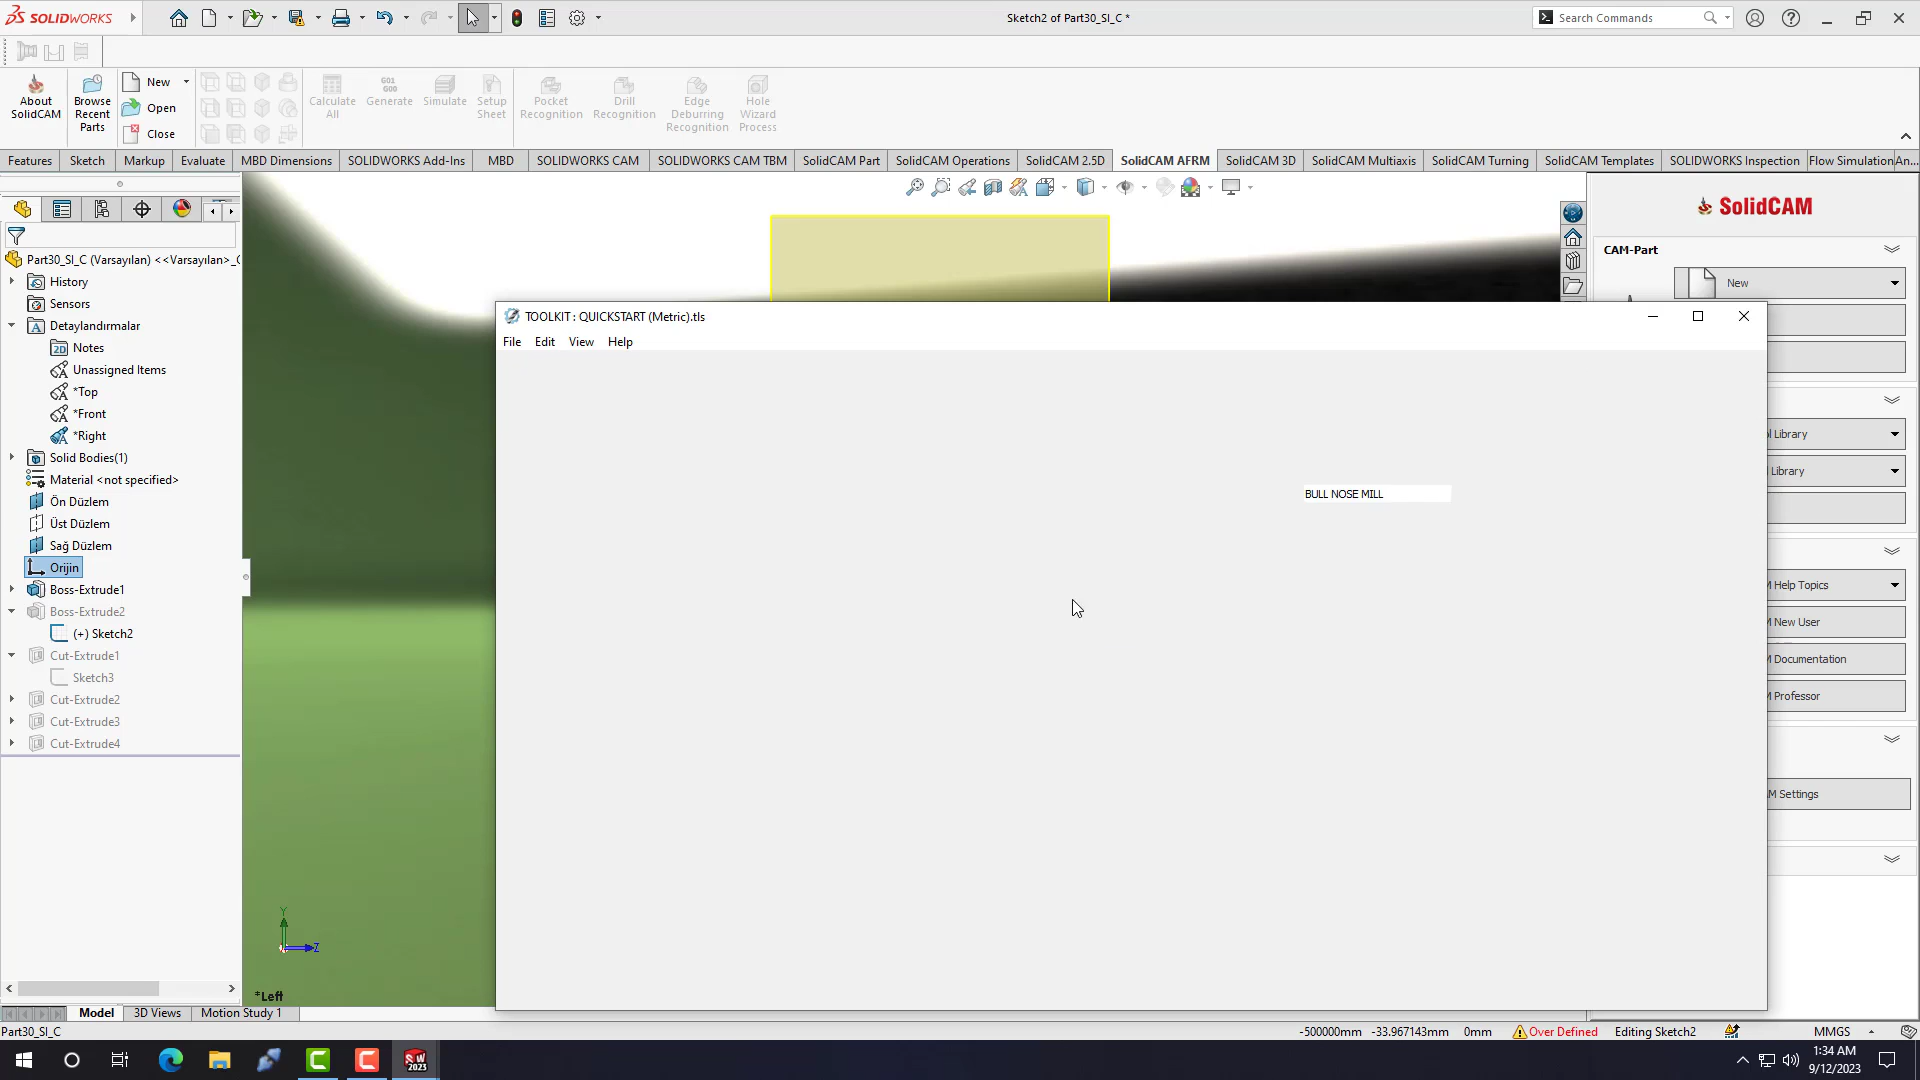 SOLIDWORKS
Sketch2 of Part30_SI_C *
Search Commands
About SolidCAM
Browse Recent Parts
New
Open
Close
Calculate All
G01 G00
Generate
Simulate
Setup Sheet
Pocket Recognition
Drill Recognition
Edge Deburring Recognition
Hole Wizard Process
Features
Sketch
Markup
Evaluate
MBD Dimensions
SOLIDWORKS Add-Ins
MBD
SOLIDWORKS CAM
SOLIDWORKS CAM TBM
SolidCAM Part
SolidCAM Operations
SolidCAM 2.5D
SolidCAM AFRM
SolidCAM 3D
SolidCAM Multiaxis
SolidCAM Turning
SolidCAM Templates
SOLIDWORKS Inspection
Flow Simulation
An...
Part30_SI_C (Varsayılan) <<Varsayılan>_(
History
Sensors
Detaylandırmalar
Notes
Unassigned Items
*Top
*Front
*Right
Solid Bodies(1)
Material <not specified>
Ön Düzlem
Üst Düzlem
Sağ Düzlem
Orijin
Boss-Extrude1
Boss-Extrude2
(+) Sketch2
Cut-Extrude1
Sketch3
Cut-Extrude2
Cut-Extrude3
Cut-Extrude4
TOOLKIT : QUICKSTART (Metric).tls
File
Edit
View
Help
BULL NOSE MILL
SolidCAM
CAM-Part
New
ol Library
l Library
M Help Topics
M New User
M Documentation
M Professor
M Settings
Y
Z
*Left
Model
3D Views
Motion Study 1
Part30_SI_C
-500000mm
-33.967143mm
0mm
Over Defined
Editing Sketch2
MMGS
SW 2023
1:34 AM
9/12/2023